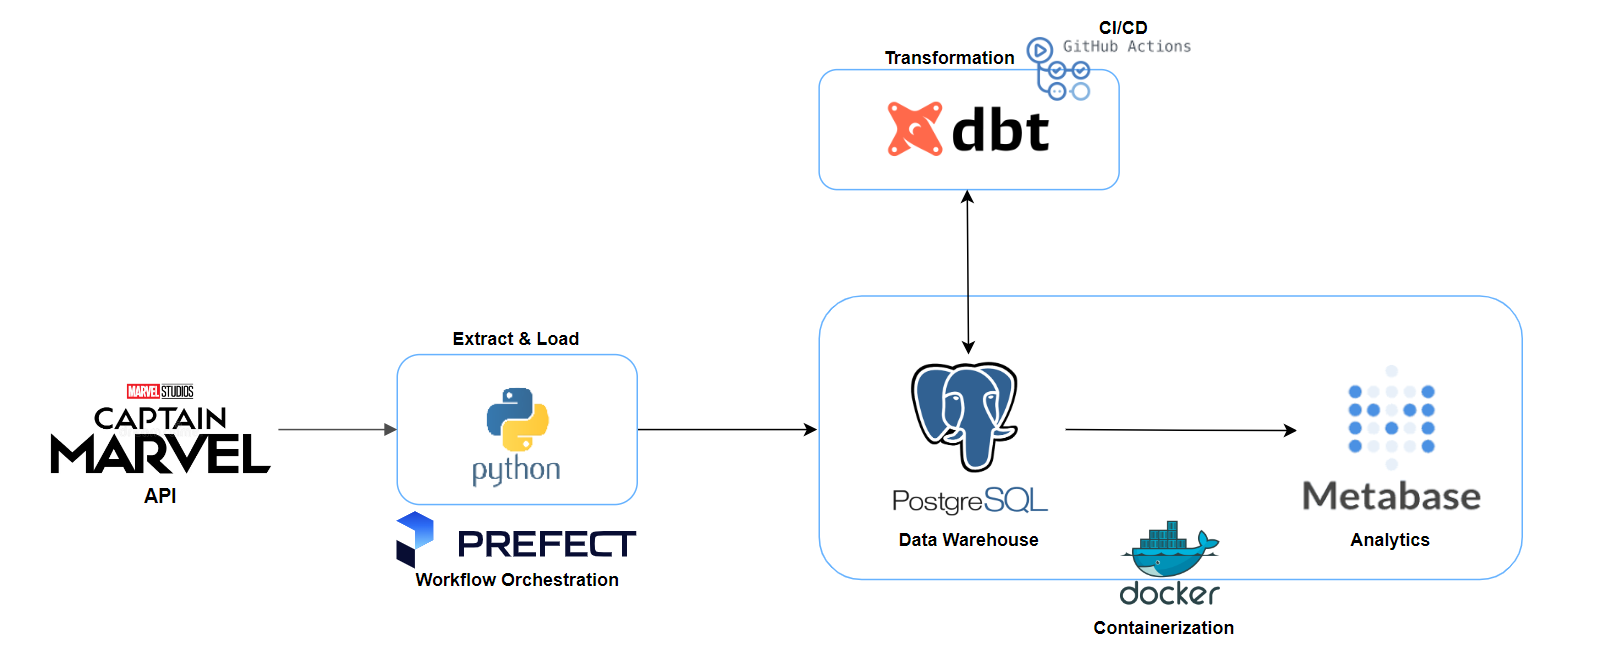 CI/CD
GitHub Actions
Transformation
dbt
Extract & Load
MARVEL STUDIOS
CAPTAIN
MARVEL
API
python
PREFECT
Workflow Orchestration
PostgreSQL
Data Warehouse
Metabase
Analytics
docker
Containerization